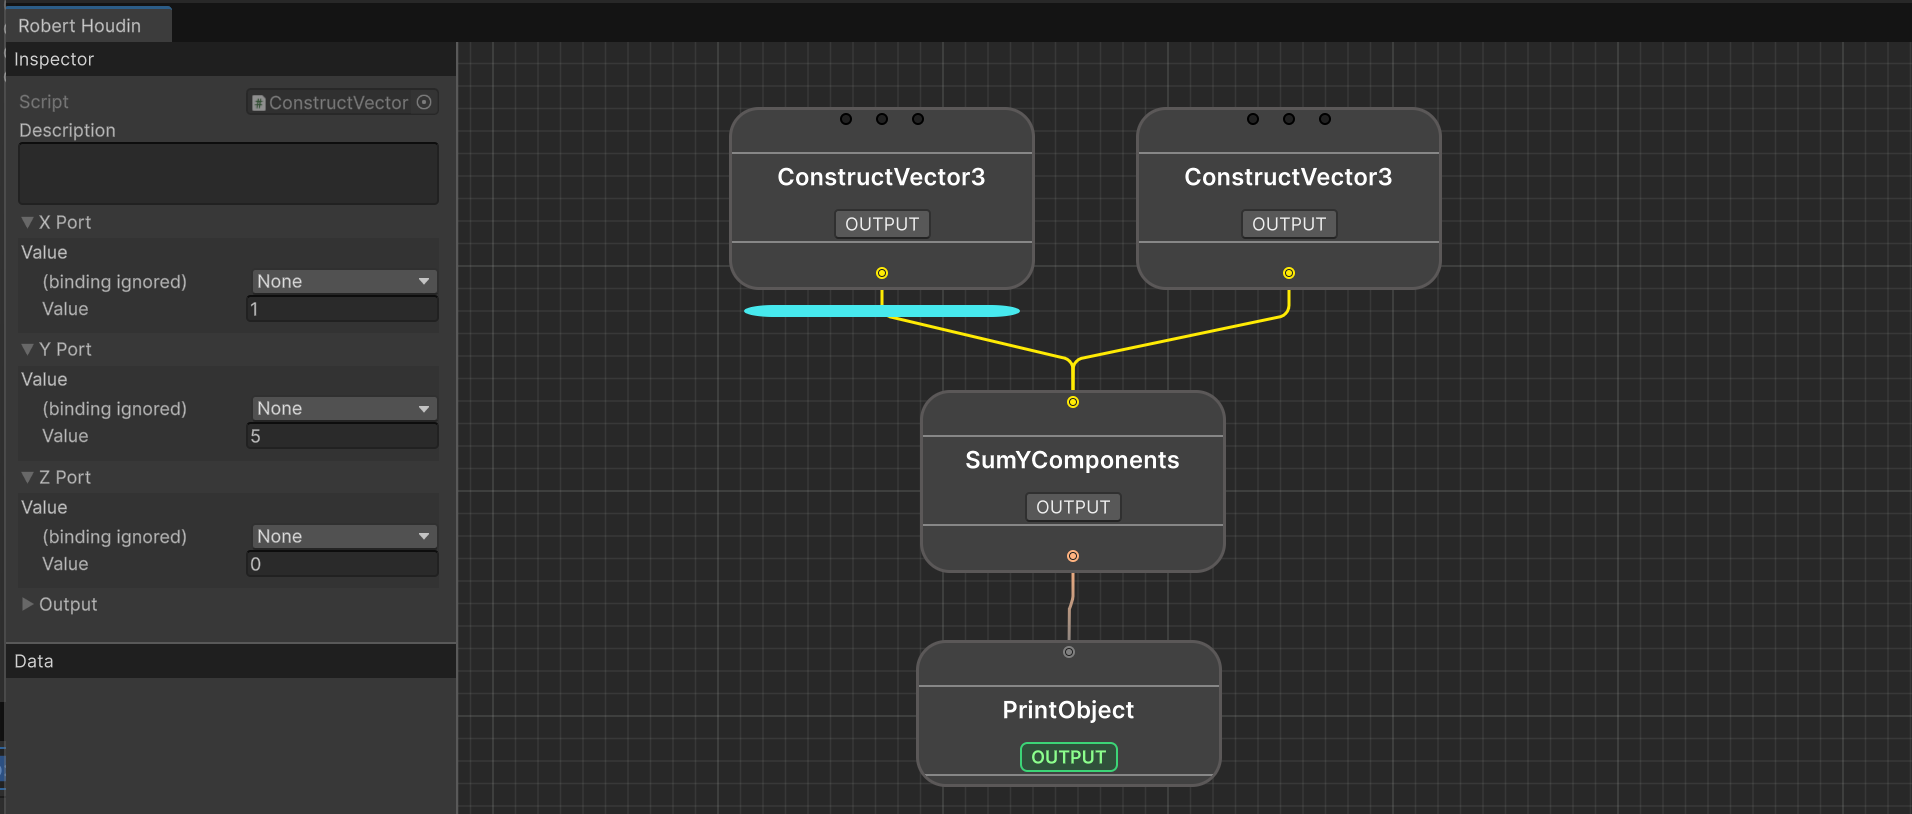 Robert Houdin
Inspector
Script
ConstructVector
Description
X Port
Value
(binding ignored) None
Value 1
Y Port
Value
(binding ignored) None
Value 5
Z Port
Value
(binding ignored) None
Value 0
Output
Data
ConstructVector3
OUTPUT
ConstructVector3
OUTPUT
SumYComponents
OUTPUT
PrintObject
OUTPUT